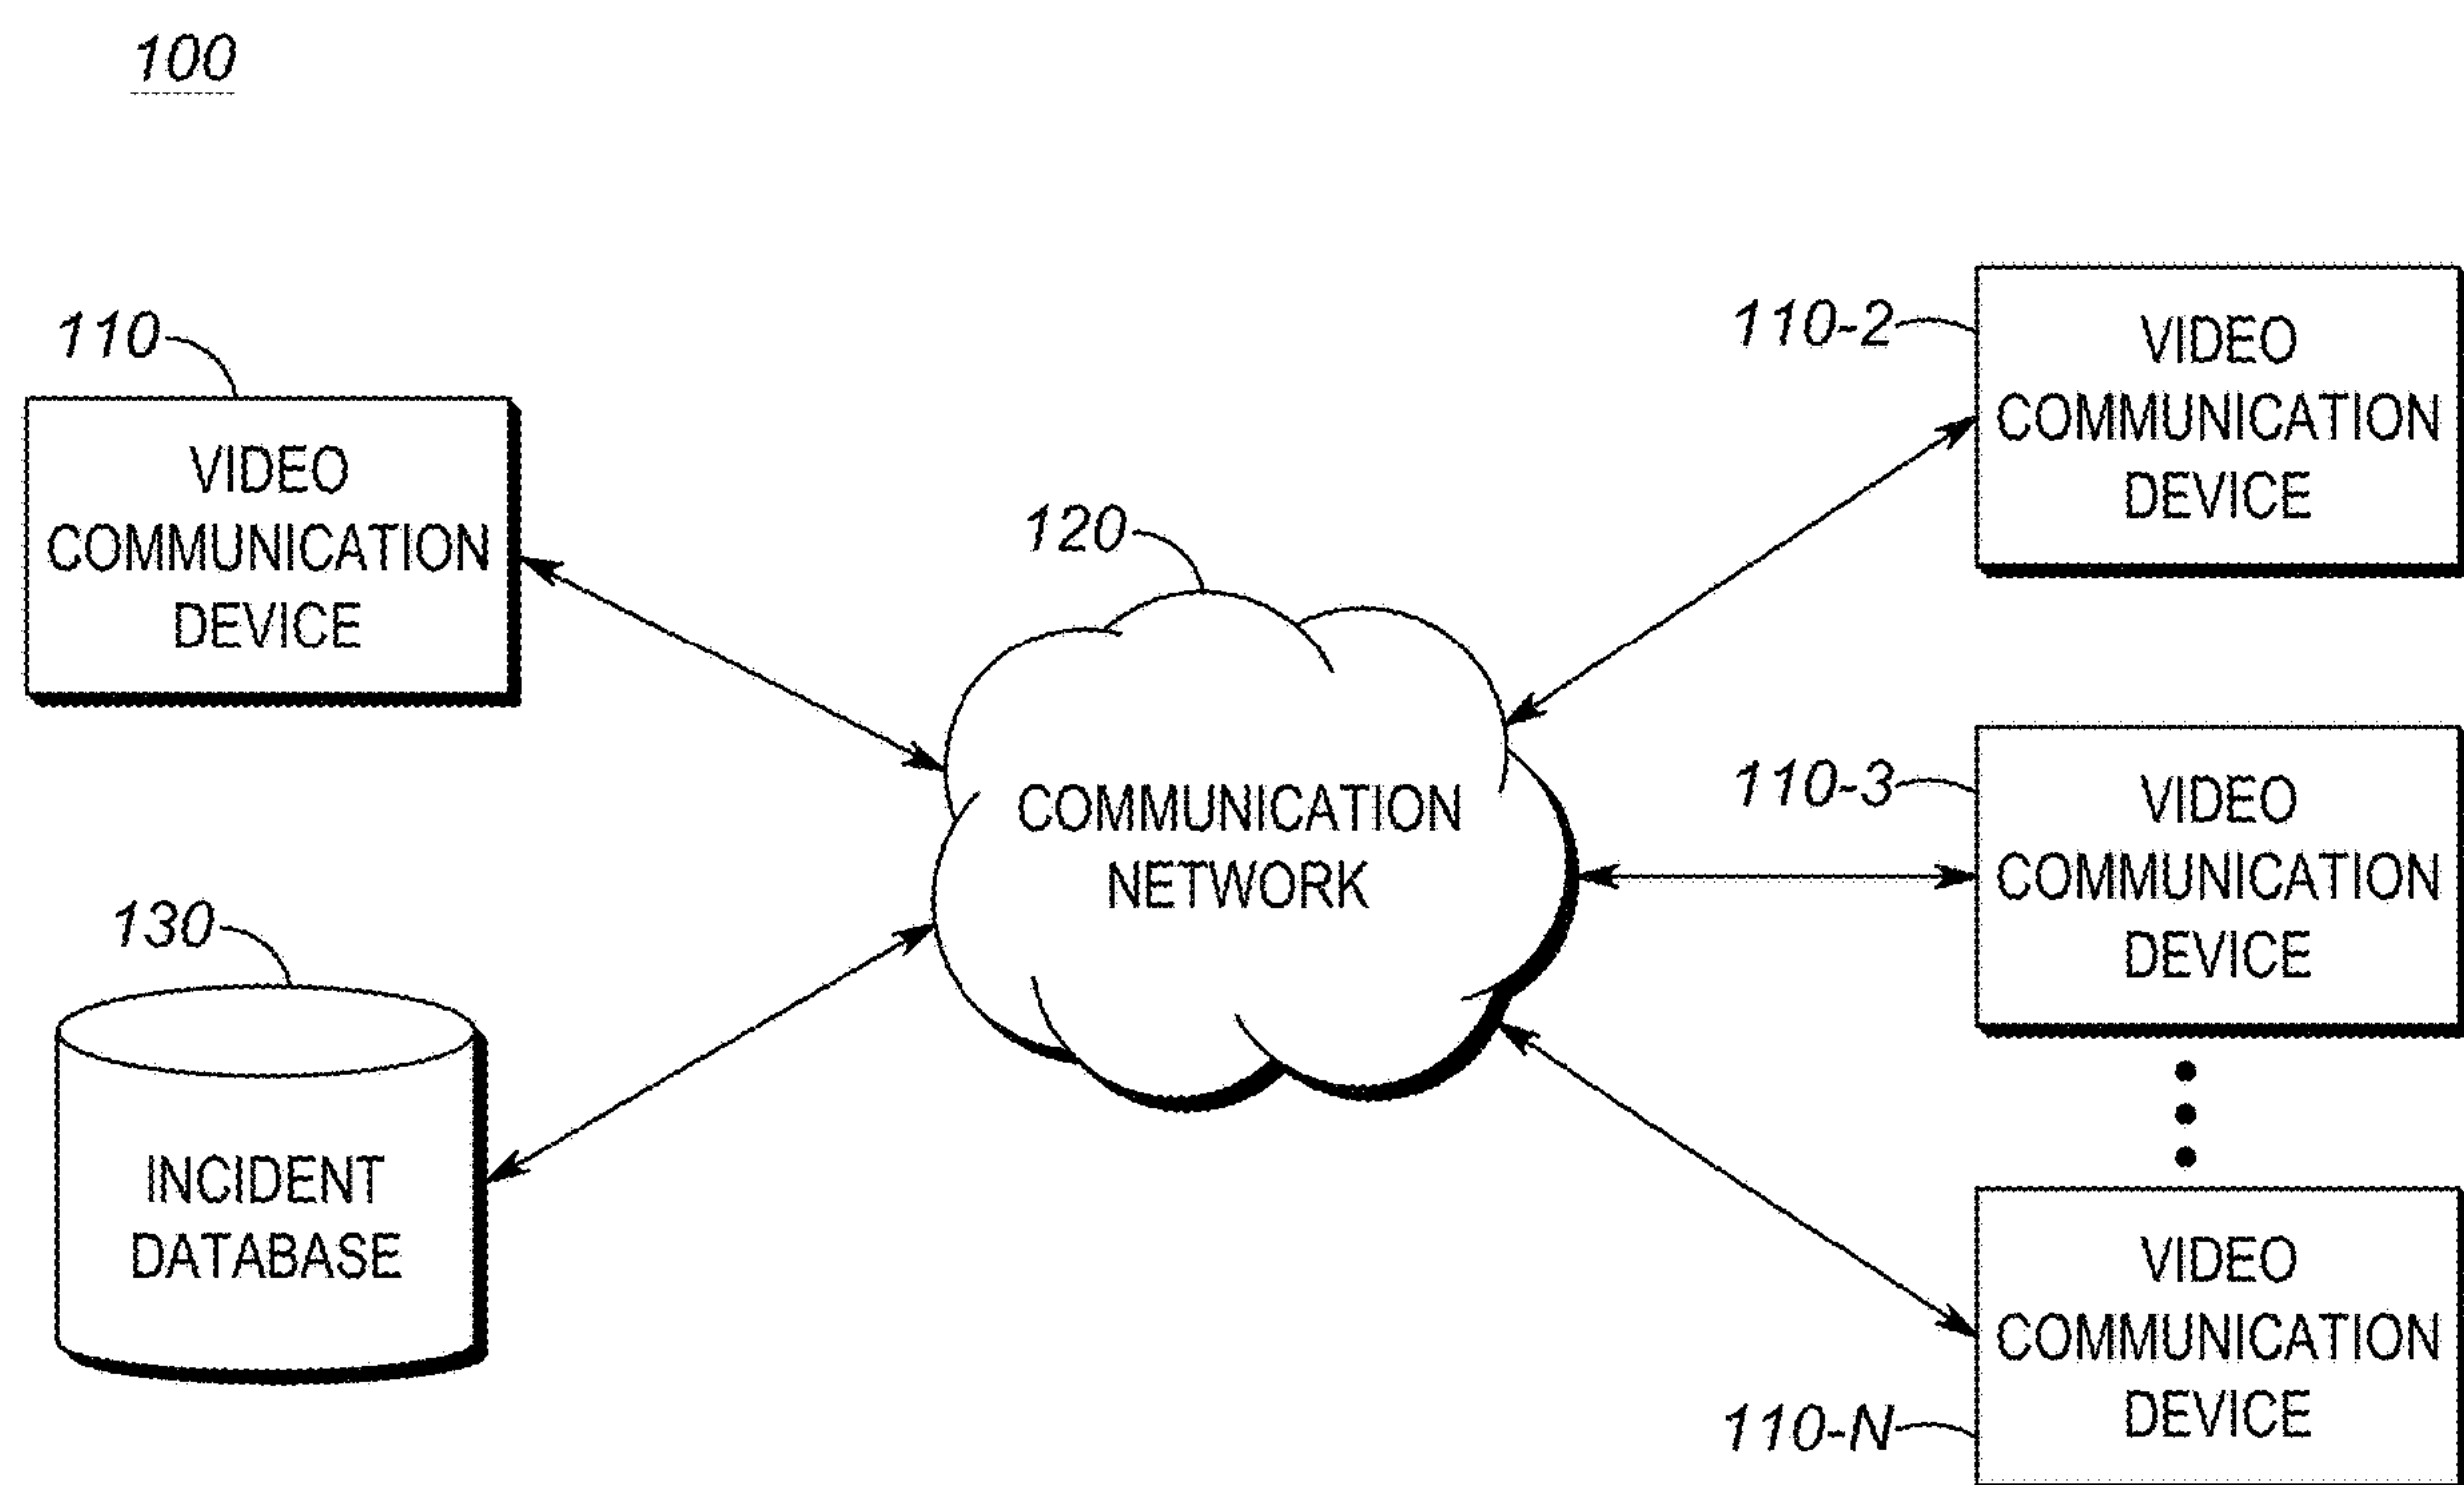 100
110
VIDEO
COMMUNICATION
DEVICE
120
COMMUNICATION
NETWORK
130
INCIDENT
DATABASE
110-2
VIDEO
COMMUNICATION
DEVICE
110-3
VIDEO
COMMUNICATION
DEVICE
110-N
VIDEO
COMMUNICATION
DEVICE